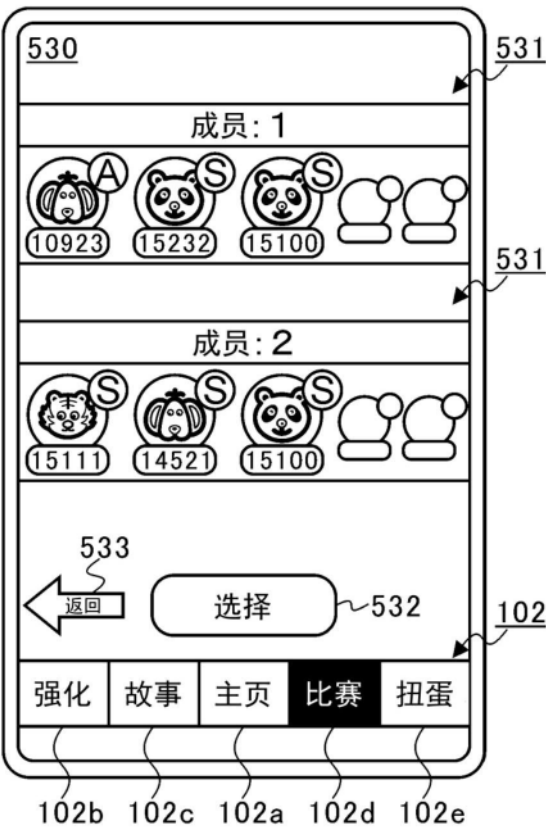 530
531
成员:1
A S S
10923 15232 15100
531
成员:2
S S S
15111 14521 15100
533
返回 选择 532
102
强化 故事 主页 比赛 扭蛋
102b 102c 102a 102d 102e